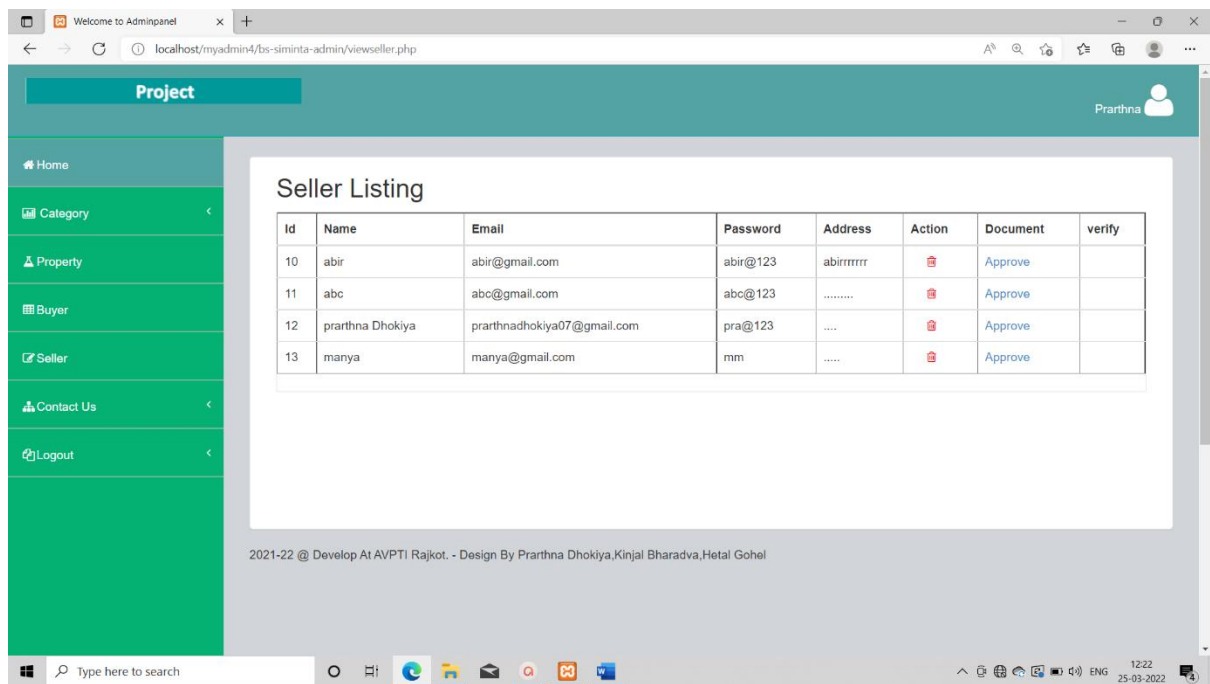 Welcome to Adminpanel
localhost/myadmin4/bs-siminta-admin/viewseller.php
Project
Prarthna
Home
Category
Property
Buyer
Seller
Contact Us
Logout
Seller Listing
Id Name Email Password Address Action Document verify
10 abir abir@gmail.com abir@123 abirrrrrrr Approve
11 abc abc@gmail.com abc@123 ......... Approve
12 prarthna Dhokiya prarthnadhokiya07@gmail.com pra@123 .... Approve
13 manya manya@gmail.com mm ..... Approve
2021-22 @ Develop At AVPTI Rajkot. - Design By Prarthna Dhokiya,Kinjal Bharadva,Hetal Gohel
Type here to search
ENG
12:22
25-03-2022
4